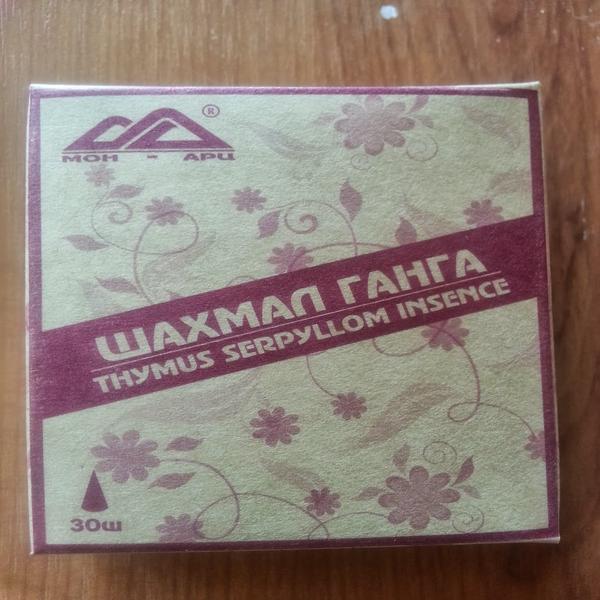 ®
МОН - АРЦ
ШАХМАЛ ГАНГА
THYMUS SERPYLLOM INSENCE
30ш